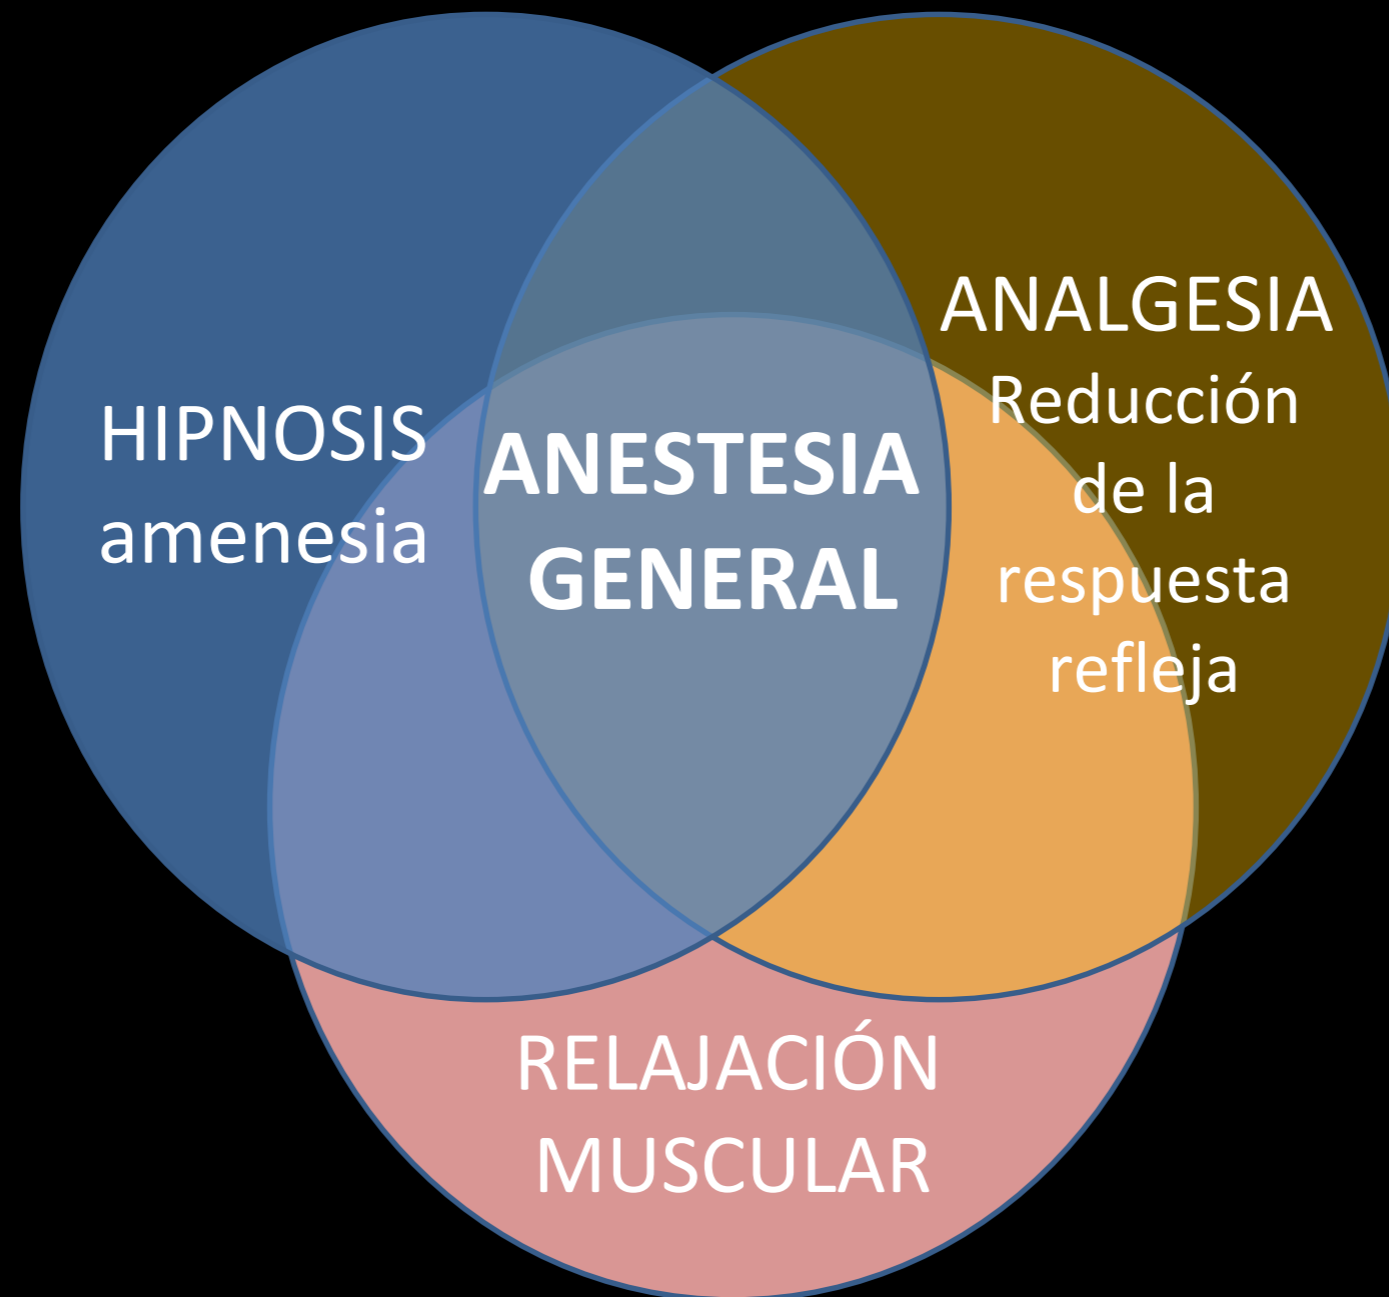 HIPNOSIS
amenesia
ANESTESIA
GENERAL
ANALGESIA
Reducción
de la
respuesta
refleja
RELAJACIÓN
MUSCULAR